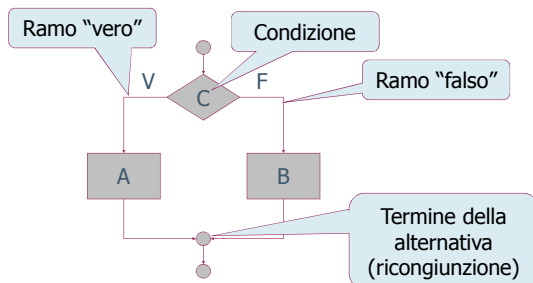 Ramo “vero”
Condizione
V
F
Ramo “falso”
C
A
B
Termine della
alternativa
(ricongiunzione)